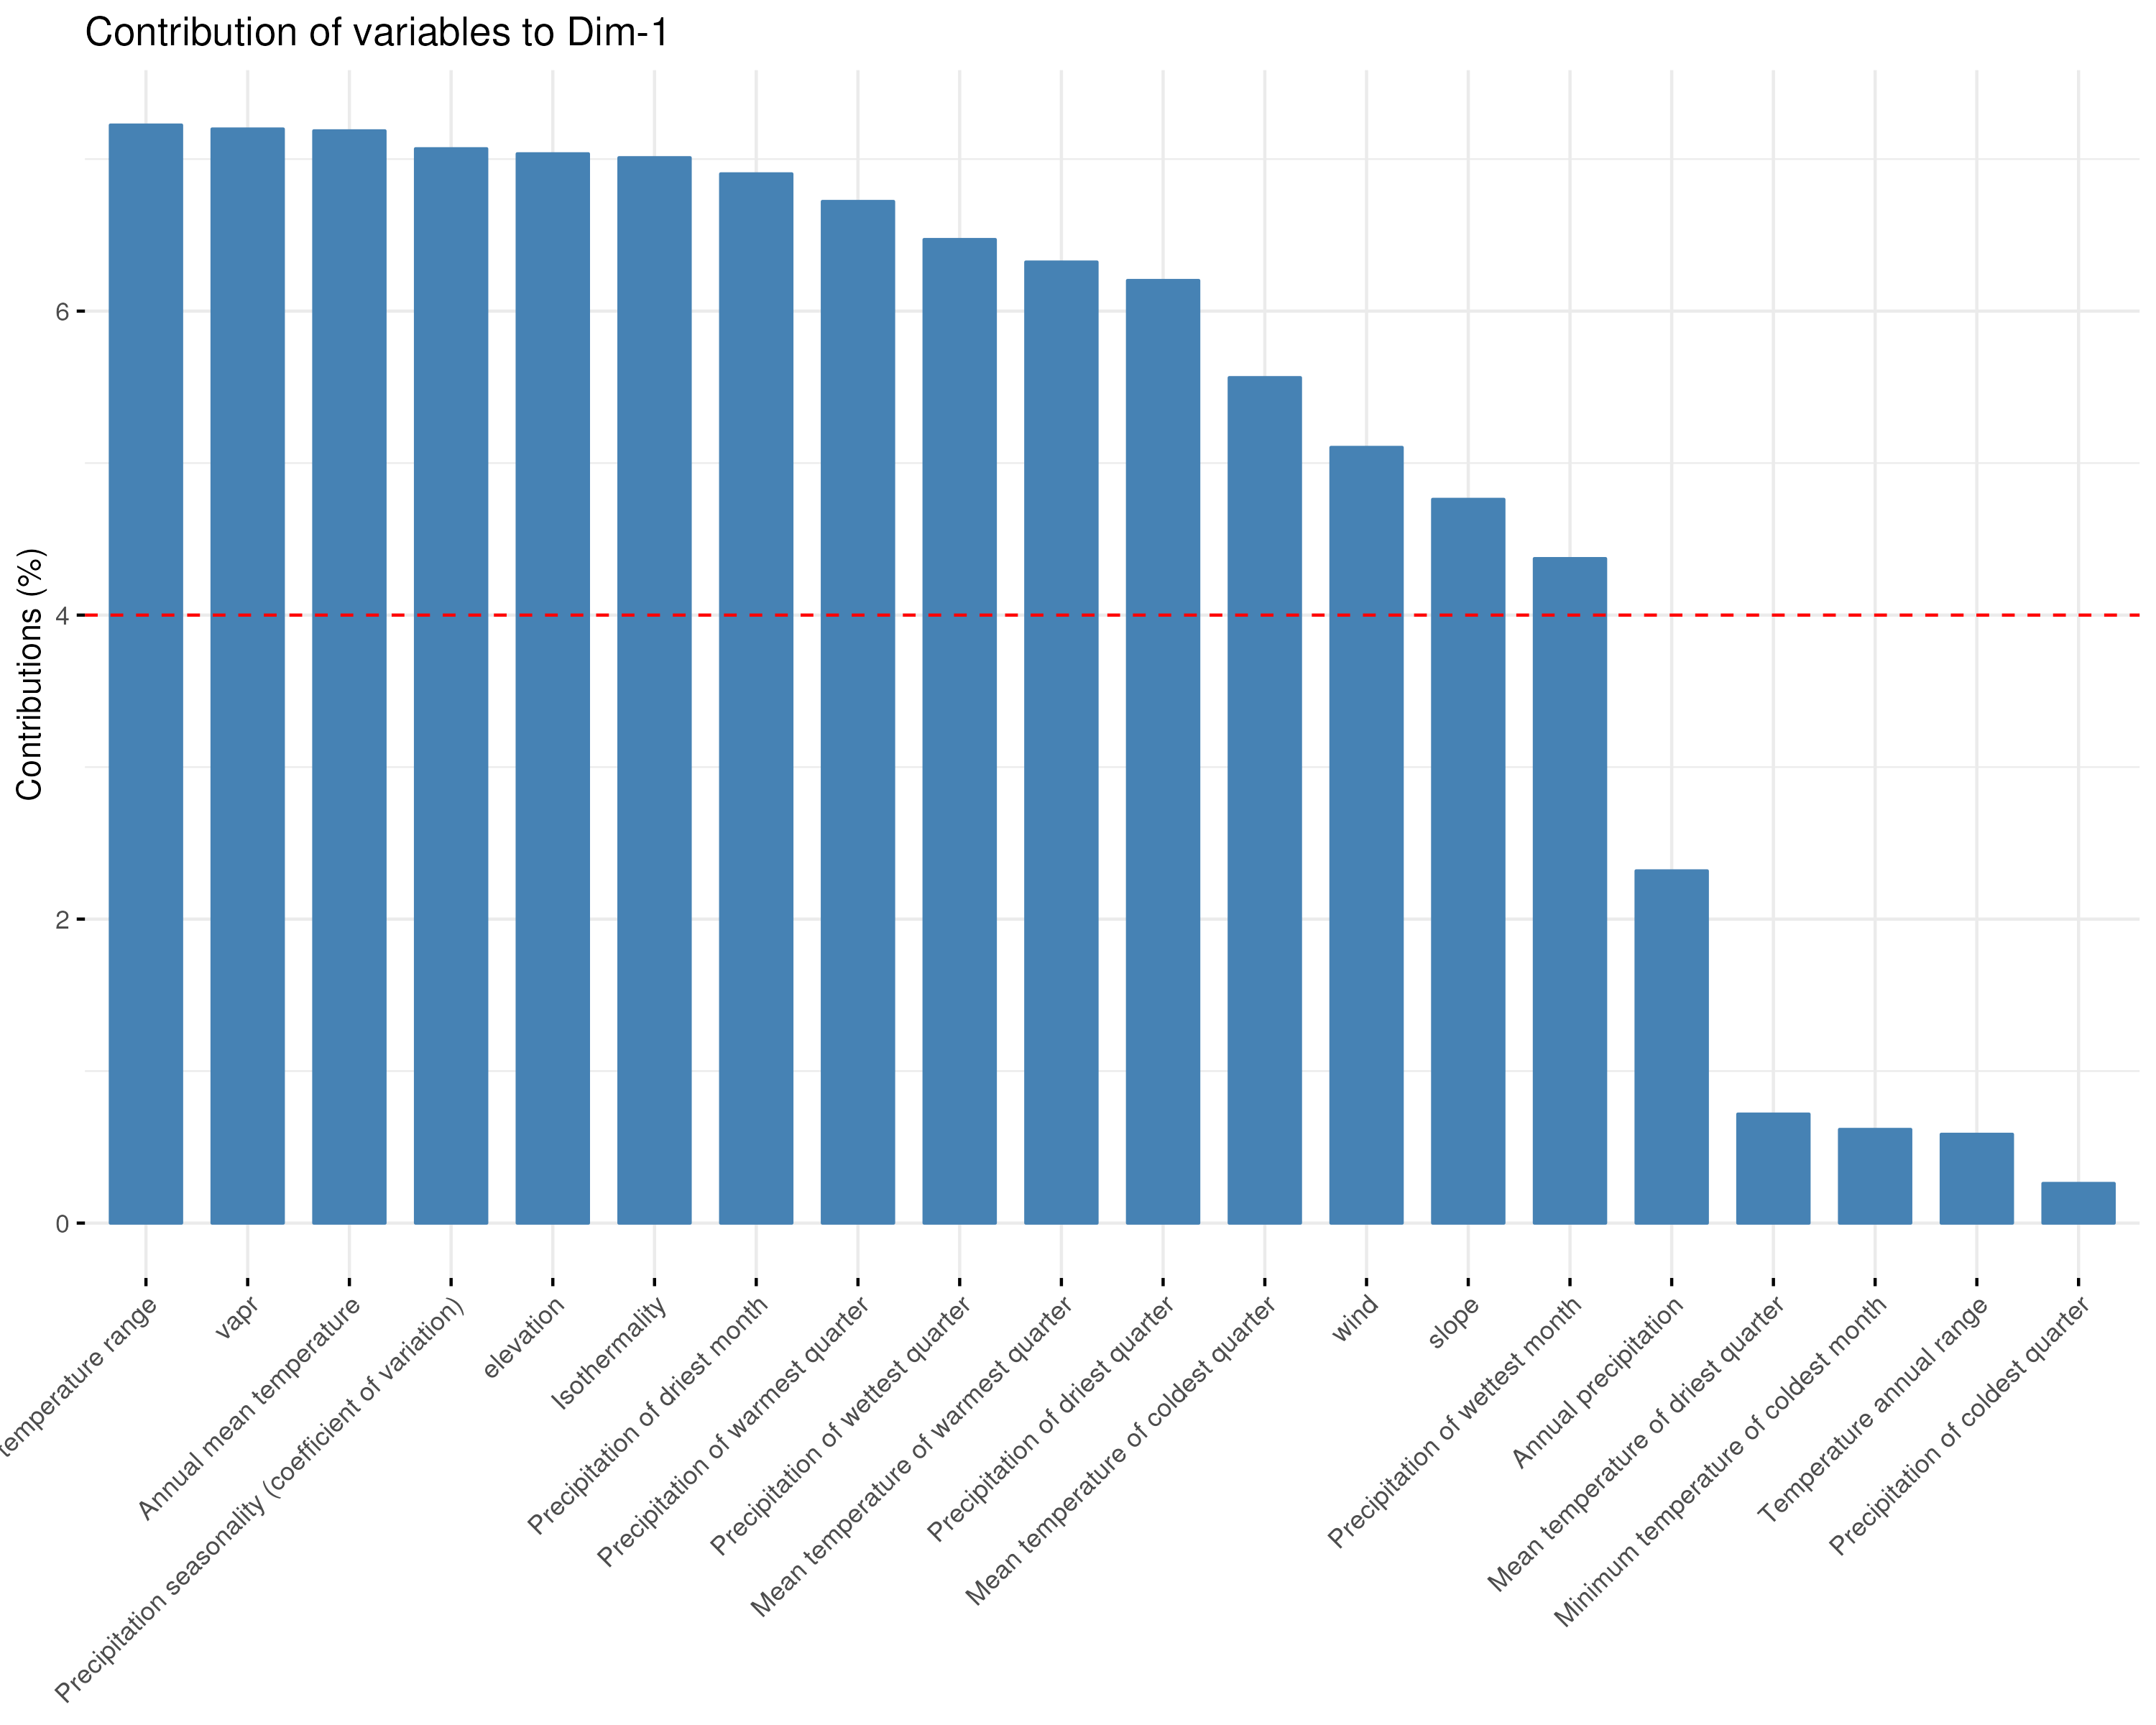 Contribution of variables to Dim-1
Contributions (%)
6
4
2
0
temperature range
vapr
Annual mean temperature
Precipitation seasonality (coefficient of variation)
elevation
Isothermality
Precipitation of driest month
Precipitation of warmest quarter
Precipitation of wettest quarter
Mean temperature of warmest quarter
Precipitation of driest quarter
Mean temperature of coldest quarter
wind
slope
Precipitation of wettest month
Annual precipitation
Mean temperature of driest quarter
Minimum temperature of coldest month
Temperature annual range
Precipitation of coldest quarter